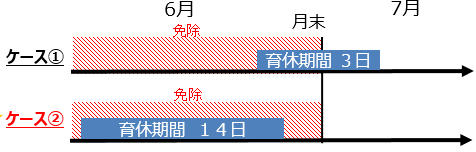 6月 月末 7月
免除
ケース① 育休期間 3日
免除
ケース② 育休期間 14日